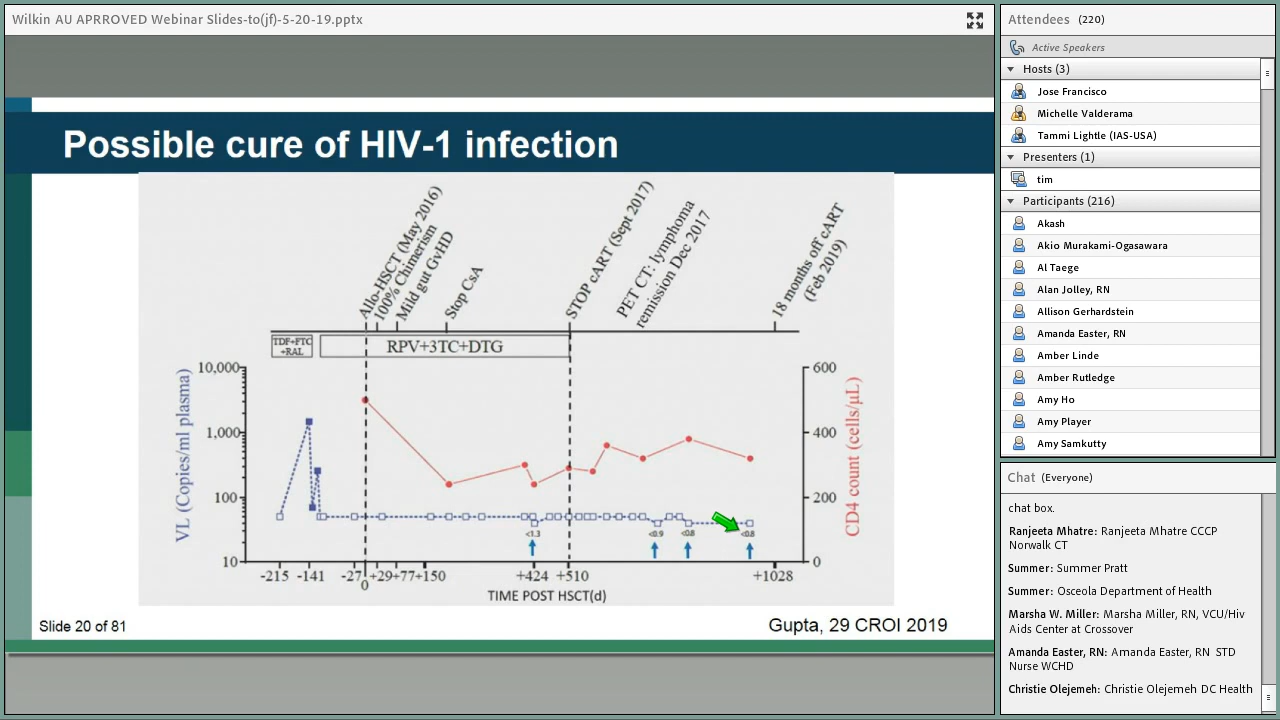 Wilkin AU APRROVED Webinar Slides-to(jf)-5-20-19.pptx
Possible cure of HIV-1 infection
Allo-HSCT (May 2016)
100% Chimerism
Mild gut GvHD
Stop CsA
STOP cART (Sept 2017)
PET CT: lymphoma
remission Dec 2017
18 months off cART
(Feb 2019)
TDF+FTC
+RAL
RPV+3TC+DTG
VL (Copies/ml plasma)
10,000
1,000
100
10
600
400
200
0
CD4 count (cells/μL)
<1.3
<0.9
<0.8
<0.8
-215
-141
-27
0
+29
+77
+150
+424
+510
+1028
TIME POST HSCT(d)
Slide 20 of 81
Gupta, 29 CROI 2019
Attendees (220)
Active Speakers
Hosts (3)
Jose Francisco
Michelle Valderama
Tammi Lightle (IAS-USA)
Presenters (1)
tim
Participants (216)
Akash
Akio Murakami-Ogasawara
Al Taege
Alan Jolley, RN
Allison Gerhardstein
Amanda Easter, RN
Amber Linde
Amber Rutledge
Amy Ho
Amy Player
Amy Samkutty
Chat (Everyone)
chat box.
Ranjeeta Mhatre: Ranjeeta Mhatre CCCP
Norwalk CT
Summer: Summer Pratt
Summer: Osceola Department of Health
Marsha W. Miller: Marsha Miller, RN, VCU/Hiv
Aids Center at Crossover
Amanda Easter, RN: Amanda Easter, RN STD
Nurse WCHD
Christie Olejemeh: Christie Olejemeh DC Health